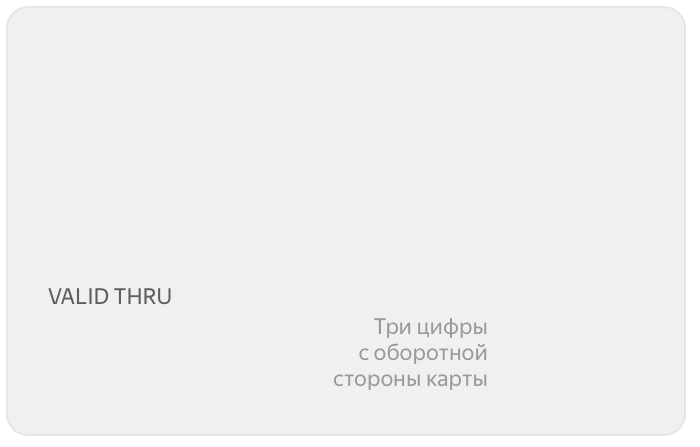 VALID THRU
Три цифры
с оборотной
стороны карты